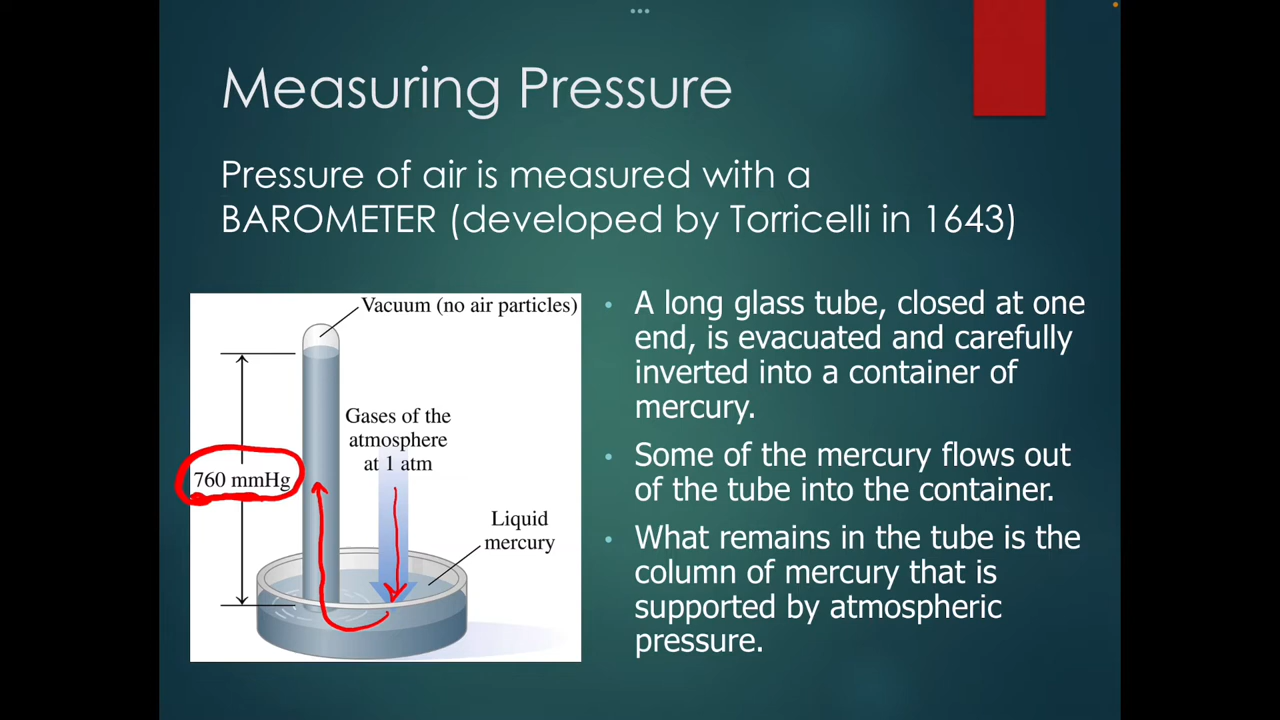 Measuring Pressure
Pressure of air is measured with a
BAROMETER (developed by Torricelli in 1643)
Vacuum (no air particles)
Gases of the
atmosphere
at 1 atm
760 mmHg
Liquid
mercury
• A long glass tube, closed at one
end, is evacuated and carefully
inverted into a container of
mercury.
• Some of the mercury flows out
of the tube into the container.
• What remains in the tube is the
column of mercury that is
supported by atmospheric
pressure.